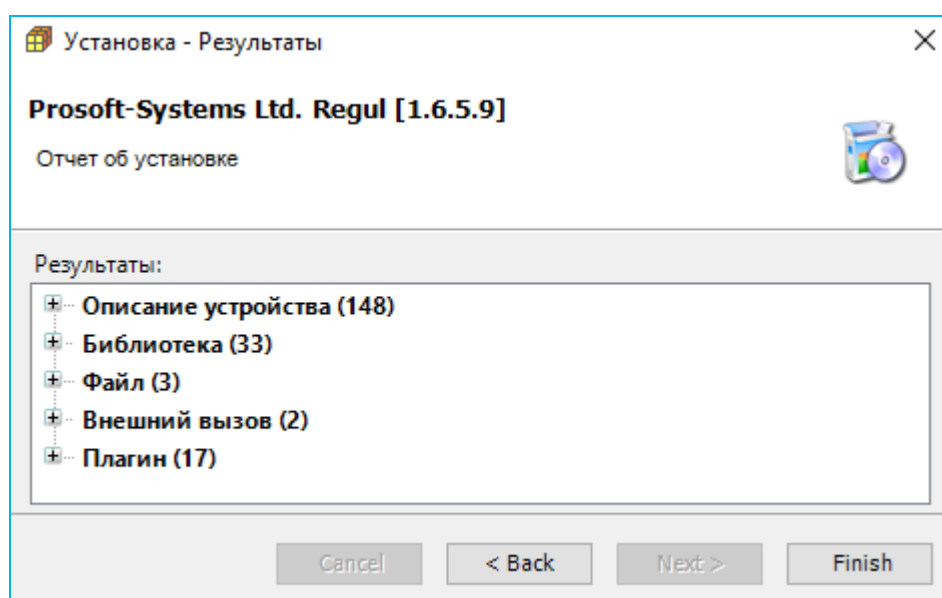 Установка - Результаты
Prosoft-Systems Ltd. Regul [1.6.5.9]
Отчет об установке
Результаты:
Описание устройства (148)
Библиотека (33)
Файл (3)
Внешний вызов (2)
Плагин (17)
Cancel < Back Next > Finish